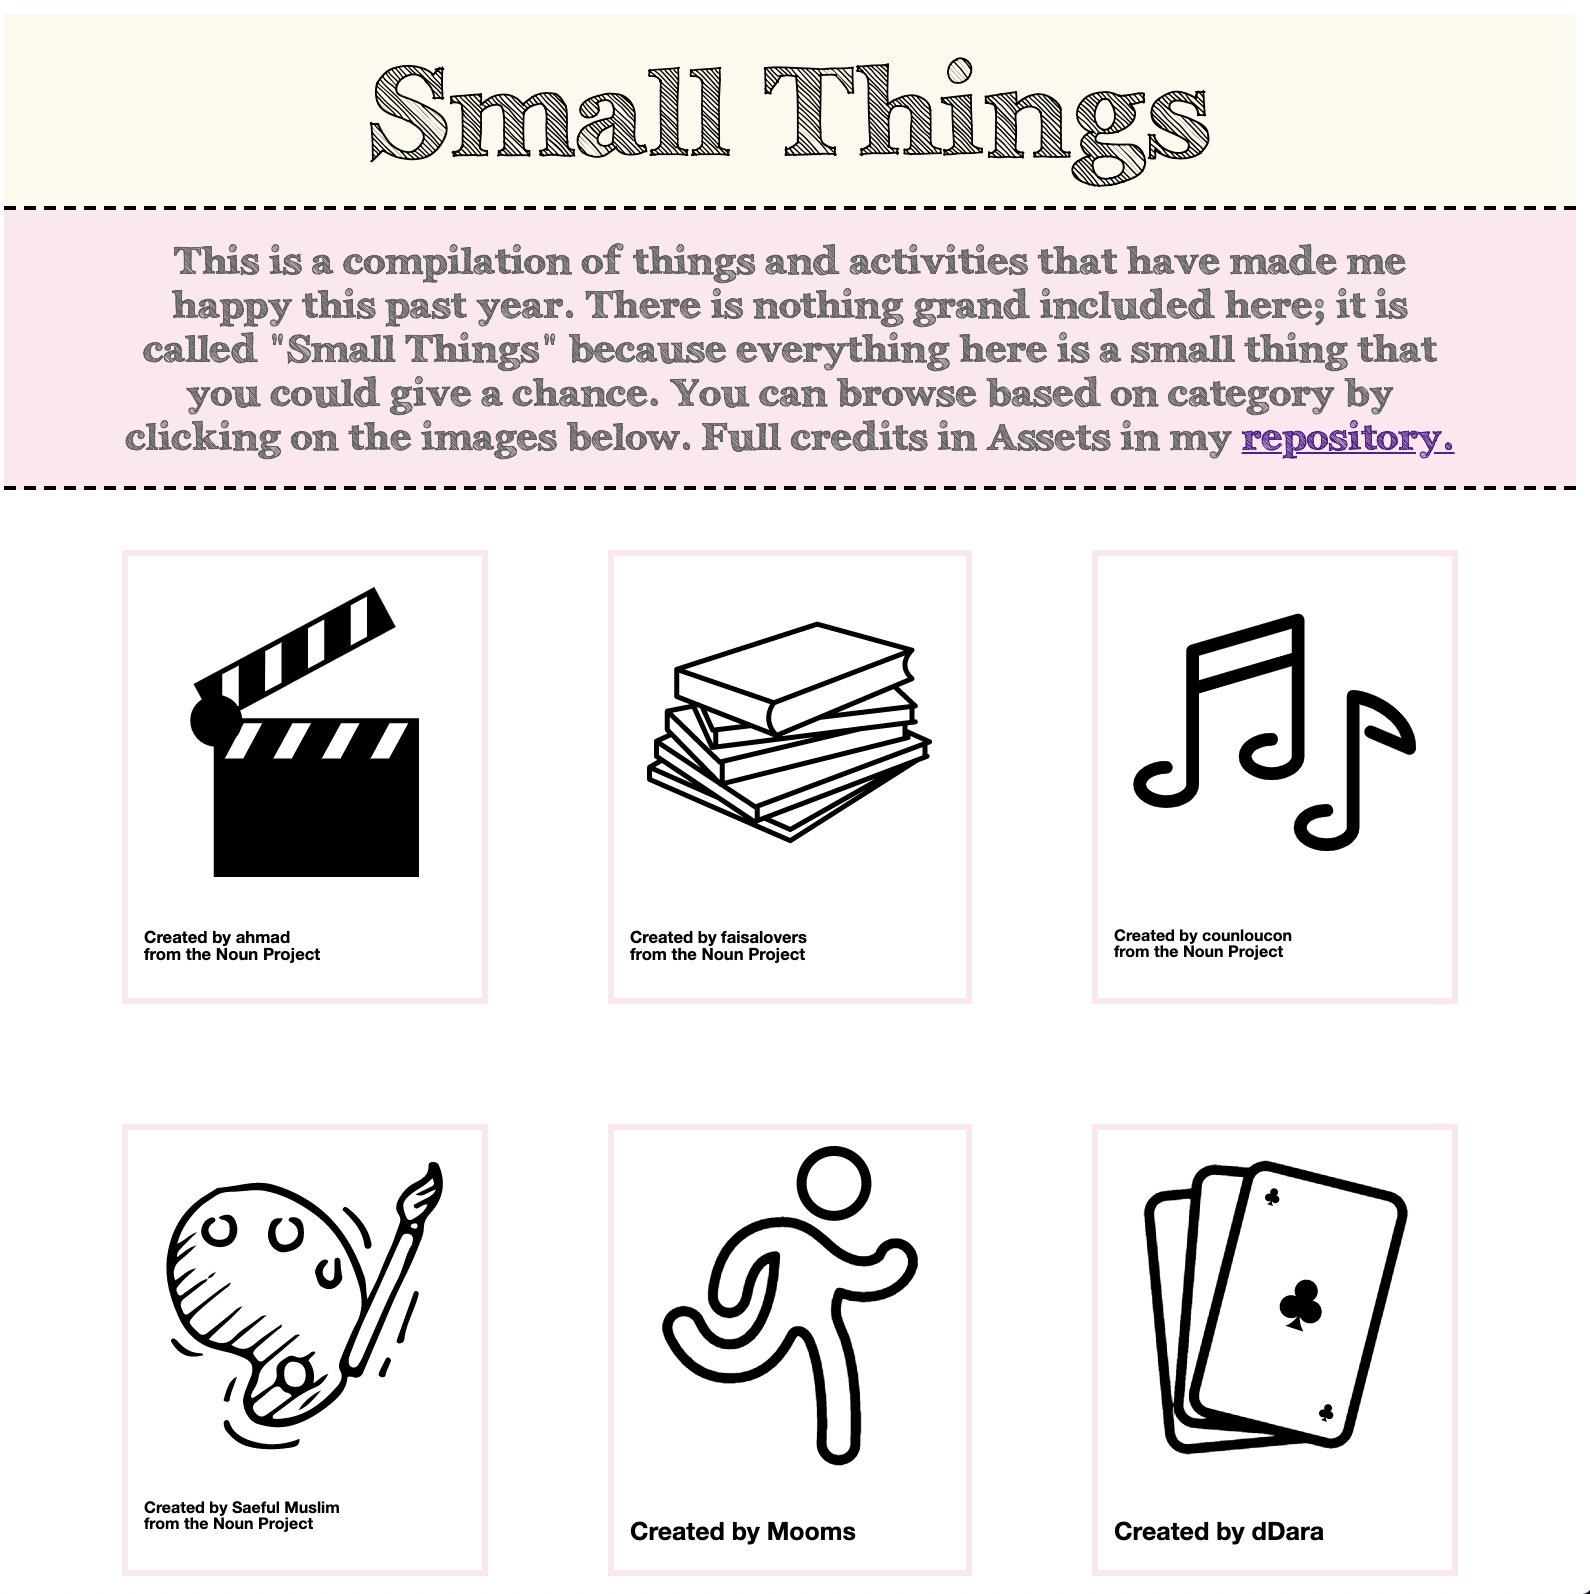 Small Things
This is a compilation of things and activities that have made me
happy this past year. There is nothing grand included here; it is
called "Small Things" because everything here is a small thing that
you could give a chance. You can browse based on category by
clicking on the images below. Full credits in Assets in my repository.
Created by ahmad
from the Noun Project
Created by faisalovers
from the Noun Project
Created by counloucon
from the Noun Project
Created by Saeful Muslim
from the Noun Project
Created by Mooms
Created by dDara